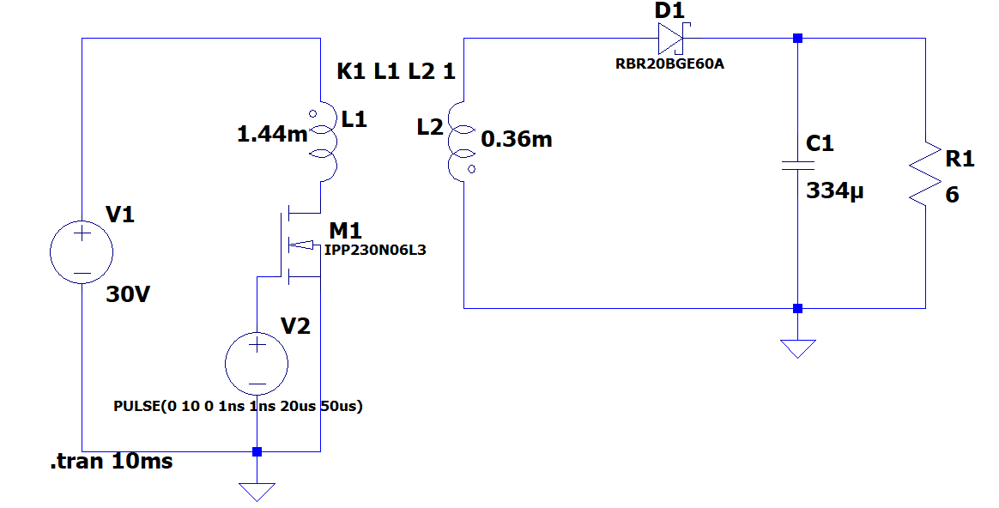 D1
RBR20BGE60A
K1 L1 L2 1
L1
1.44m
L2
0.36m
C1
334µ
R1
6
V1
30V
M1
IPP230N06L3
V2
PULSE(0 10 0 1ns 1ns 20us 50us)
.tran 10ms